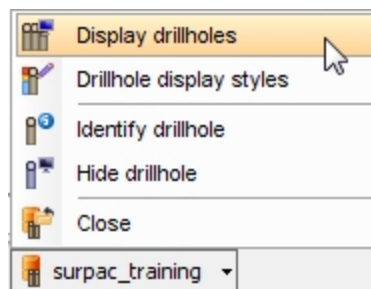 Display drillholes
Drillhole display styles
Identify drillhole
Hide drillhole
Close
surpac_training